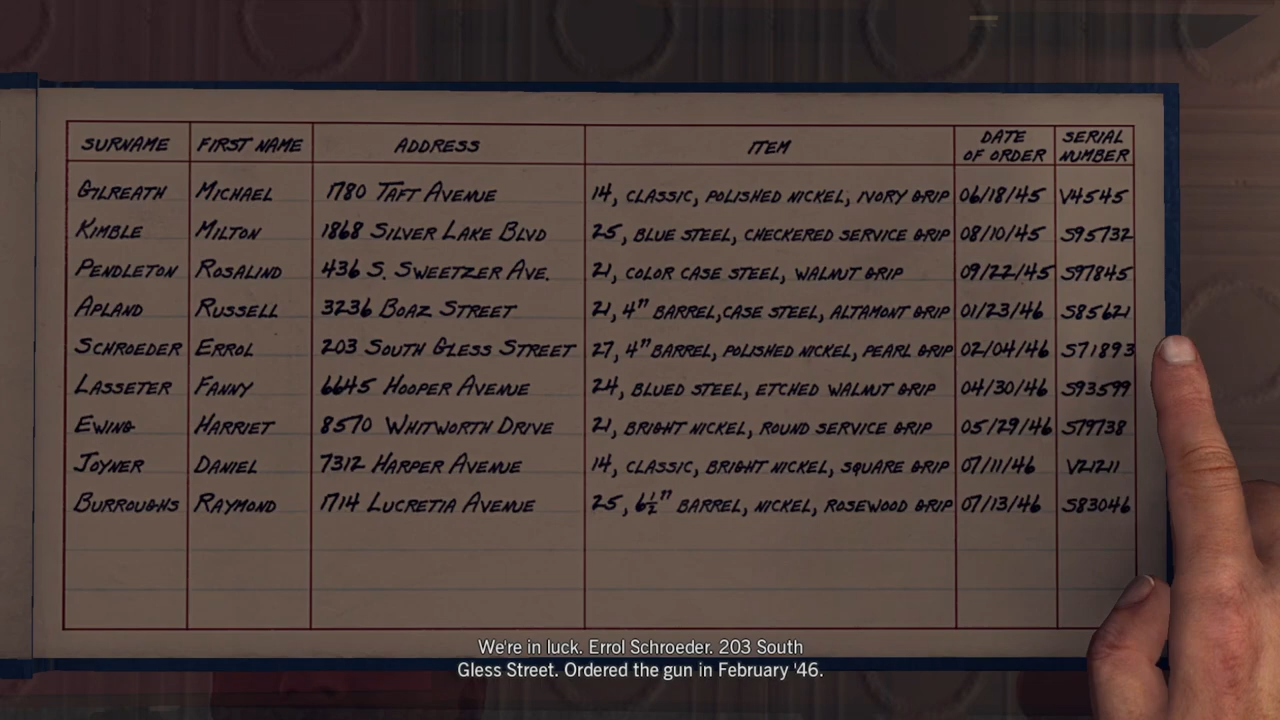 SURNAME FIRST NAME ADDRESS ITEM DATE OF ORDER SERIAL NUMBER
GILREATH MICHAEL 1780 TAFT AVENUE 14, CLASSIC, POLISHED NICKEL, IVORY GRIP 06/18/45 V4545
KIMBLE MILTON 1868 SILVER LAKE BLVD 25, BLUE STEEL, CHECKERED SERVICE GRIP 08/10/45 S95732
PENDLETON ROSALIND 436 S. SWEETZER AVE. 21, COLOR CASE STEEL, WALNUT GRIP 09/22/45 S97845
APLAND RUSSELL 3236 BOAZ STREET 21, 4" BARREL, CASE STEEL, ALTAMONT GRIP 01/23/46 S85621
SCHROEDER ERROL 203 SOUTH GLESS STREET 27, 4" BARREL, POLISHED NICKEL, PEARL GRIP 02/04/46 S71893
LASSETER FANNY 6645 HOOPER AVENUE 24, BLUED STEEL, ETCHED WALNUT GRIP 04/30/46 S93599
EWING HARRIET 8570 WHITWORTH DRIVE 21, BRIGHT NICKEL, ROUND SERVICE GRIP 05/29/46 S79738
JOYNER DANIEL 7312 HARPER AVENUE 14, CLASSIC, BRIGHT NICKEL, SQUARE GRIP 07/11/46 V21211
BURROUGHS RAYMOND 1714 LUCRETIA AVENUE 25, 6½" BARREL, NICKEL, ROSEWOOD GRIP 07/13/46 S83046
We're in luck. Errol Schroeder. 203 South
Gless Street. Ordered the gun in February '46.